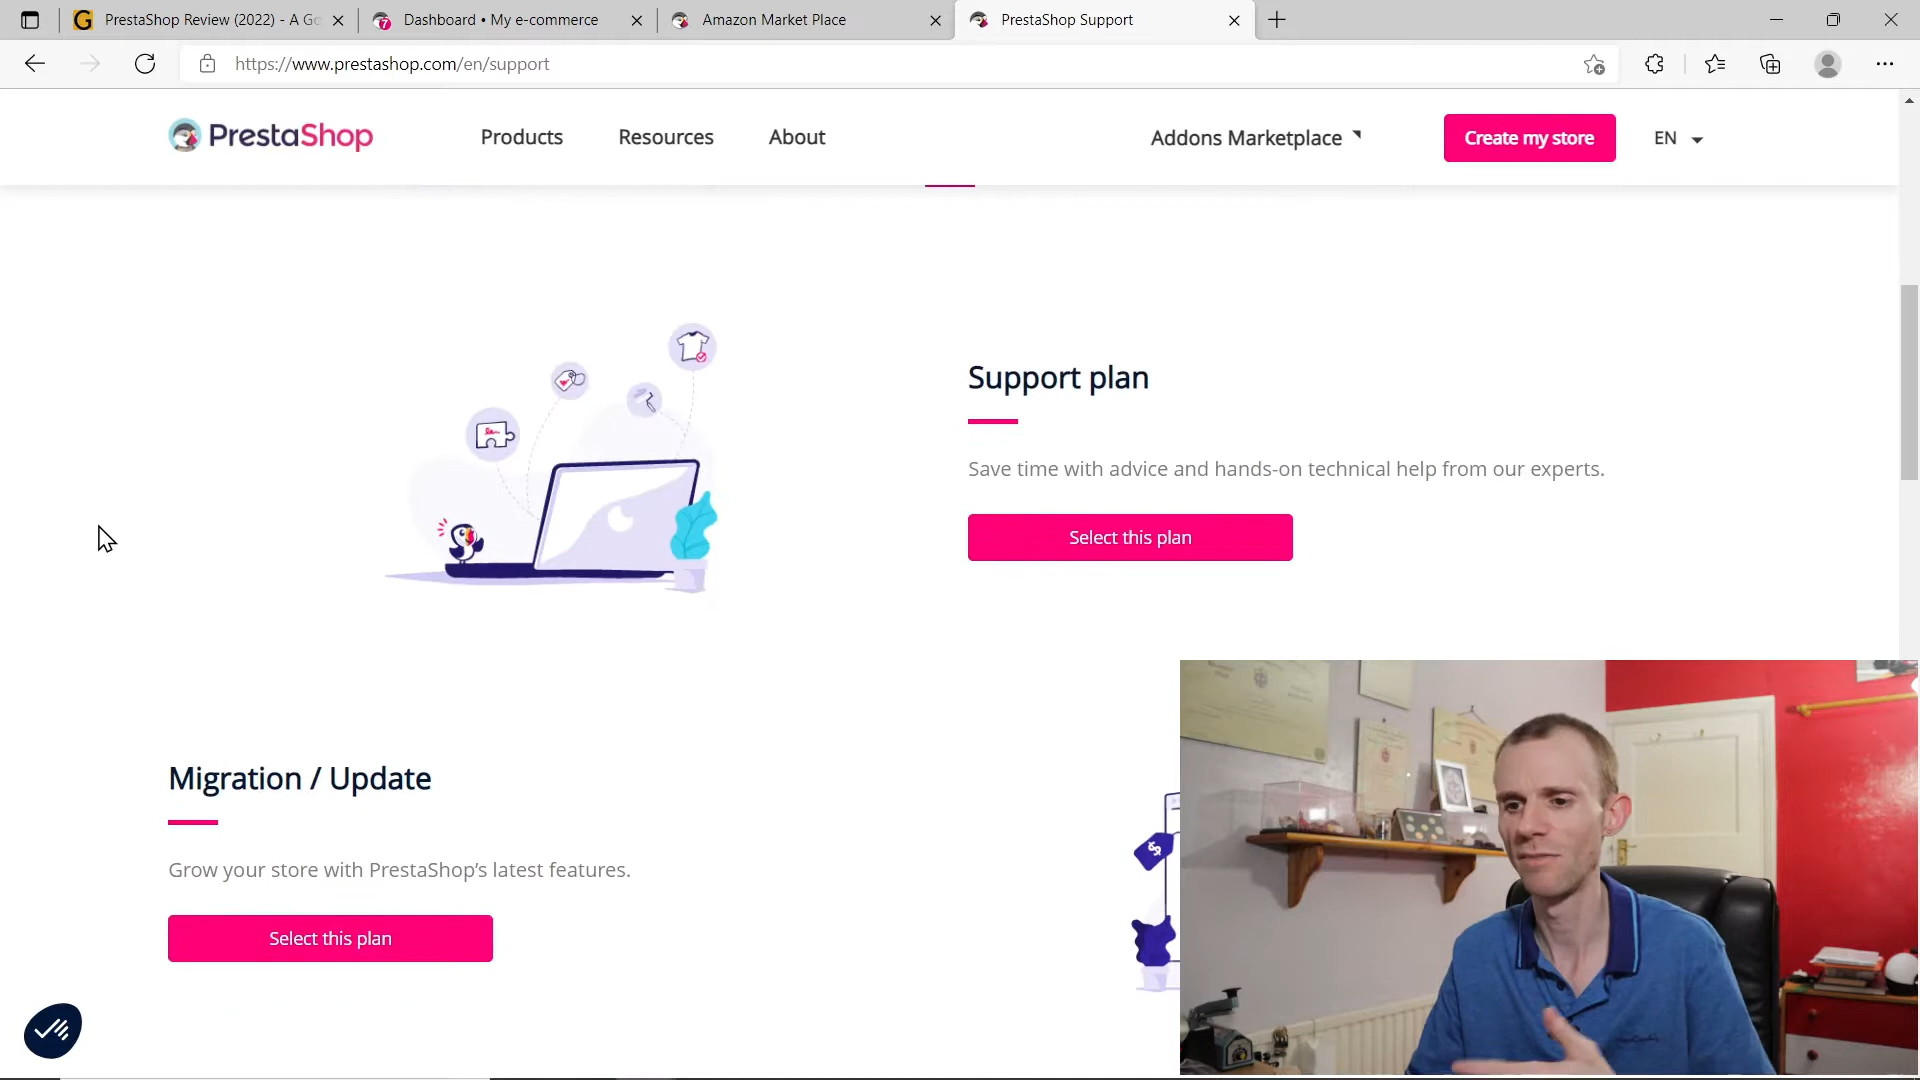 PrestaShop Review (2022) - A Ge
Dashboard • My e-commerce
Amazon Market Place
PrestaShop Support
https://www.prestashop.com/en/support
PrestaShop
Products
Resources
About
Addons Marketplace
Create my store
EN
Support plan
Save time with advice and hands-on technical help from our experts.
Select this plan
Migration / Update
Grow your store with PrestaShop’s latest features.
Select this plan